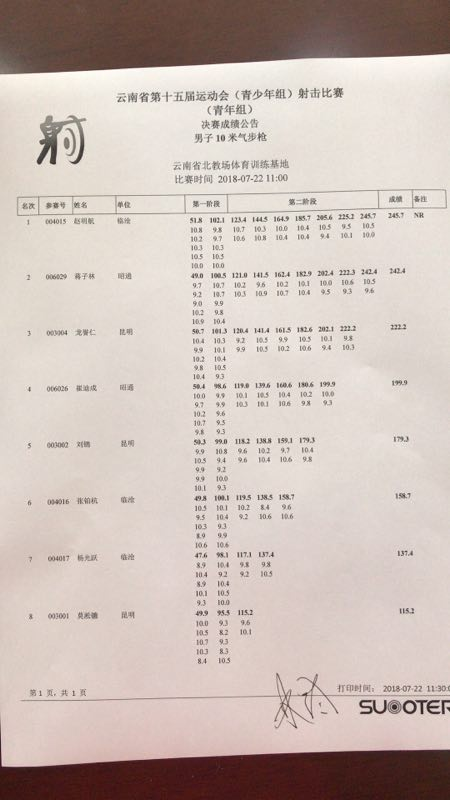 云南省第十五届运动会（青少年组）射击比赛
（青年组）
决赛成绩公告
男子 10 米气步枪
云南省北教场体育训练基地
比赛时间 2018-07-22 11:00
名次 参赛号 姓名 单位 第一阶段 第二阶段 成绩 备注
1 004015 赵明航 临沧 51.8 102.1 123.4 144.5 164.9 185.7 205.6 225.2 245.7 245.7 NR
10.8 9.8 10.7 10.3 10.0 10.4 10.5 9.5 10.5
10.2 9.7 10.6 10.8 10.4 10.4 9.4 10.1 10.0
10.3 10.3
10.5 10.5
10.0 10.0
2 006029 蒋子林 昭通 49.0 100.5 121.0 141.5 162.4 182.9 202.4 222.3 242.4 242.4
9.7 10.7 10.2 9.6 10.2 10.1 10.0 10.6 10.5
9.2 10.7 10.3 10.9 10.7 10.4 9.5 9.3 9.6
9.0 9.9
10.2 9.8
10.9 10.4
3 003004 龙誉仁 昆明 50.7 101.3 120.4 141.4 161.5 182.6 202.1 222.2 222.2
10.4 10.3 9.2 10.5 9.9 10.5 10.1 9.8
9.9 10.1 9.9 10.5 10.2 10.6 9.4 10.3
10.2 10.4
9.8 10.5
10.4 9.3
4 006026 崔迪成 昭通 50.4 98.6 119.0 139.6 160.6 180.6 199.9 199.9
10.0 9.9 10.1 10.5 10.4 10.2 10.0
9.7 9.9 10.3 10.1 10.6 9.8 9.3
10.2 9.6
10.7 9.5
9.8 9.3
5 003002 刘鹏 昆明 50.3 99.0 118.2 138.8 159.1 179.3 179.3
9.9 10.8 9.6 10.2 9.7 10.4
10.5 9.4 9.6 10.4 10.6 9.8
9.9 9.2
9.9 10.0
10.1 9.3
6 004016 张铂杭 临沧 49.8 100.1 119.5 138.5 158.7 158.7
10.5 10.1 10.2 8.4 9.6
9.5 10.4 9.2 10.6 10.6
10.3 9.3
8.9 9.9
10.6 10.6
7 004017 杨光跃 临沧 47.6 98.1 117.1 137.4 137.4
8.9 10.4 9.8 9.8
10.4 9.2 9.2 10.5
8.9 10.4
10.1 10.5
9.3 10.0
8 003001 莫淞 昆明 49.9 95.5 115.2 115.2
10.0 9.3 9.6
10.5 8.2 10.1
10.7 9.3
10.3 8.3
8.4 10.5
第 1 页，共 1 页 打印时间： 2018-07-22 11:30:0